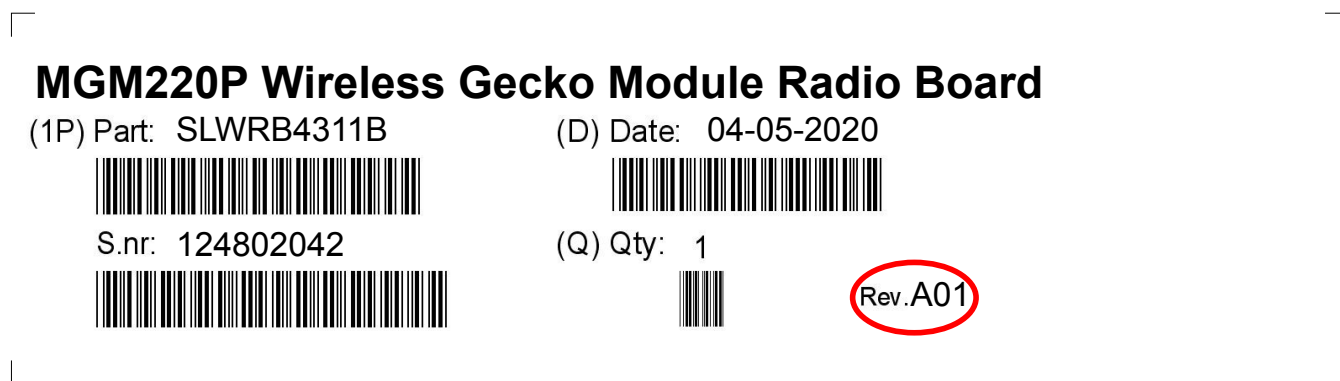 MGM220P Wireless Gecko Module Radio Board
(1P) Part: SLWRB4311B (D) Date: 04-05-2020
S.nr: 124802042 (Q) Qty: 1
Rev.A01